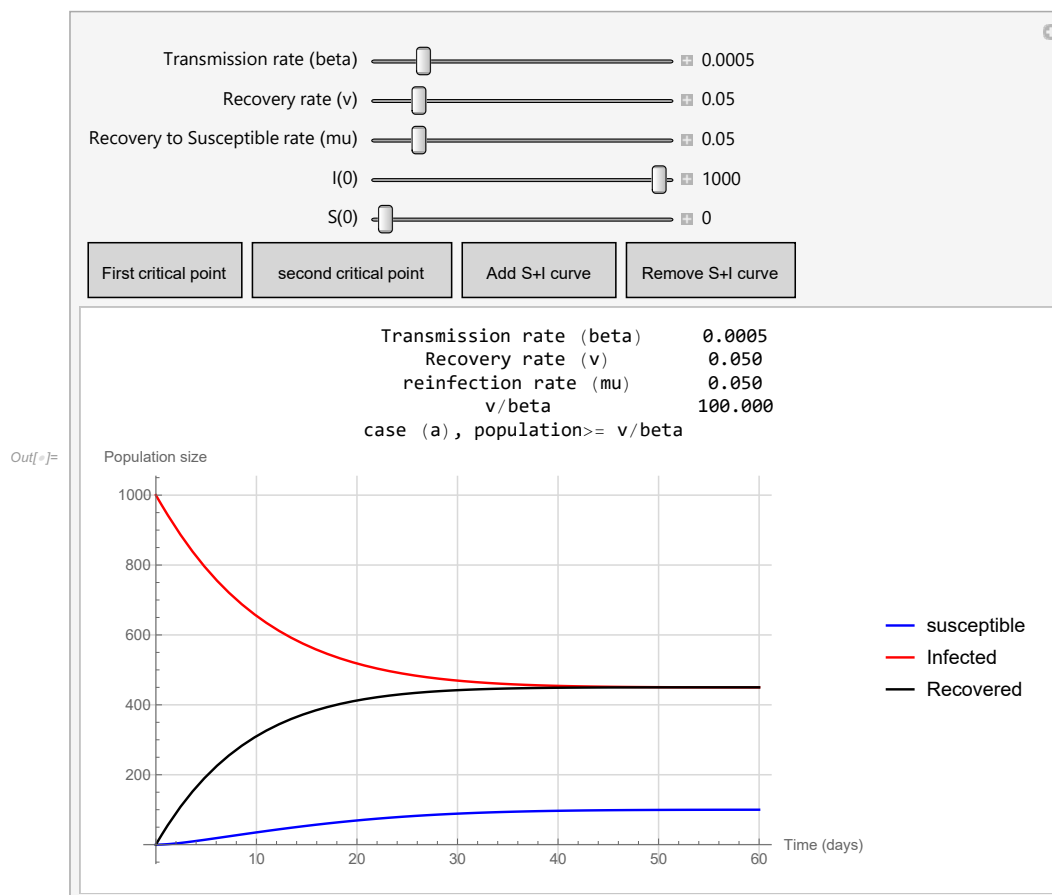 Transmission rate (beta) 0.0005
Recovery rate (v) 0.05
Recovery to Susceptible rate (mu) 0.05
I(0) 1000
S(0) 0
First critical point second critical point Add S+I curve Remove S+I curve
Transmission rate (beta) 0.0005
Recovery rate (v) 0.050
reinfection rate (mu) 0.050
v/beta 100.000
case (a), population>= v/beta
Out[•]=
Population size
1000
800
600
400
200
10 20 30 40 50 60
Time (days)
susceptible
Infected
Recovered